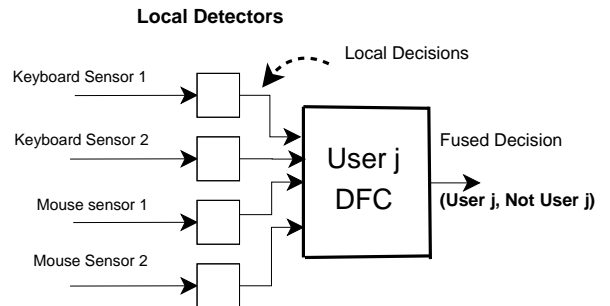 Local Detectors
Local Decisions
Keyboard Sensor 1
Keyboard Sensor 2
Mouse sensor 1
Mouse Sensor 2
User j
DFC
Fused Decision
(User j, Not User j)